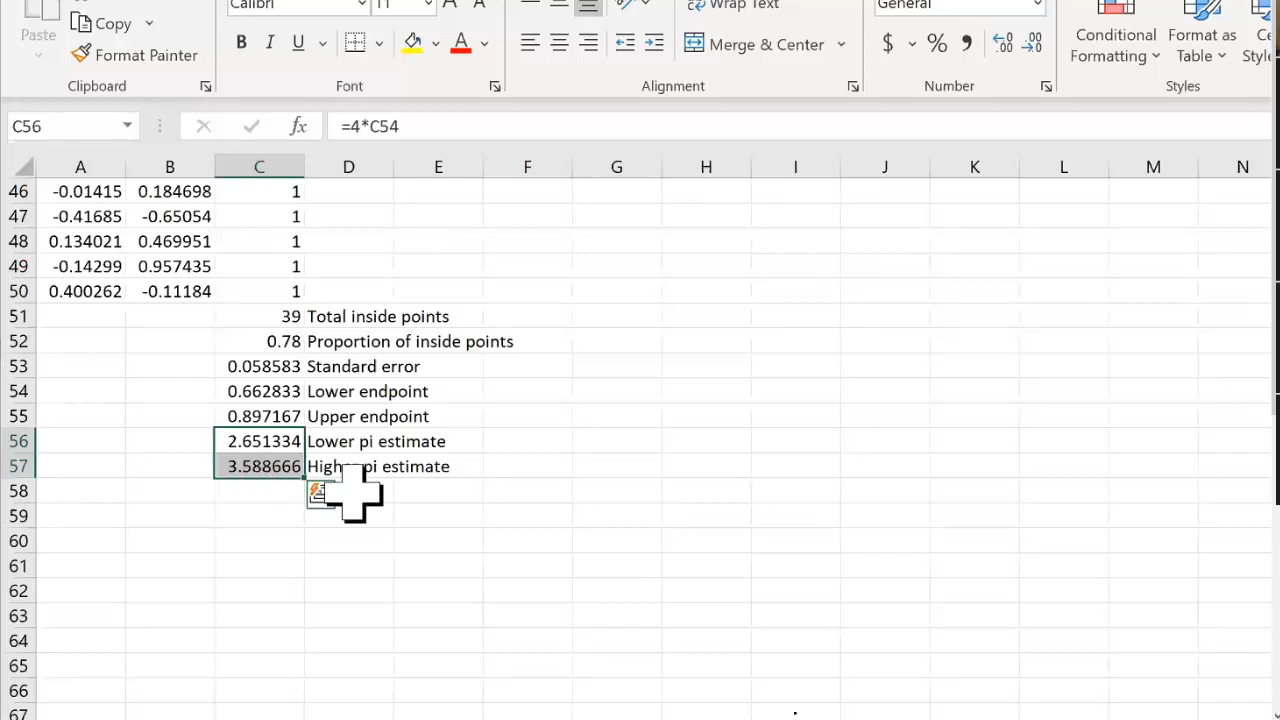 Calibri 11 Wrap Text General
Copy
Paste Format Painter
B I U A Merge & Center $ % Conditional Formatting Format as Table
Clipboard Font Alignment Number Styles
C56 fx =4*C54
A B C D E F G H I J K L M N
46 -0.01415 0.184698 1
47 -0.41685 -0.65054 1
48 0.134021 0.469951 1
49 -0.14299 0.957435 1
50 0.400262 -0.11184 1
51 39 Total inside points
52 0.78 Proportion of inside points
53 0.058583 Standard error
54 0.662833 Lower endpoint
55 0.897167 Upper endpoint
56 2.651334 Lower pi estimate
57 3.588666 Higher pi estimate
58
59
60
61
62
63
64
65
66
67